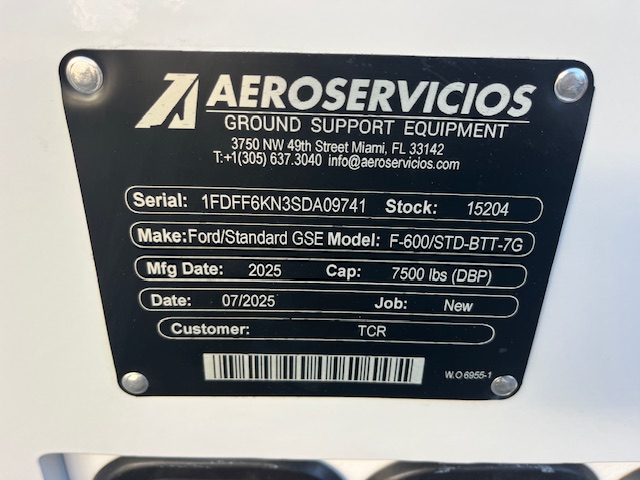 AEROSERVICIOS
GROUND SUPPORT EQUIPMENT
3750 NW 49th Street Miami, FL 33142
T:+1(305) 637.3040 info@aeroservicios.com
Serial: 1FDFF6KN3SDA09741 Stock: 15204
Make:Ford/Standard GSE Model: F-600/STD-BTT-7G
Mfg Date: 2025 Cap: 7500 lbs (DBP)
Date: 07/2025 Job: New
Customer: TCR
W.O 6955-1